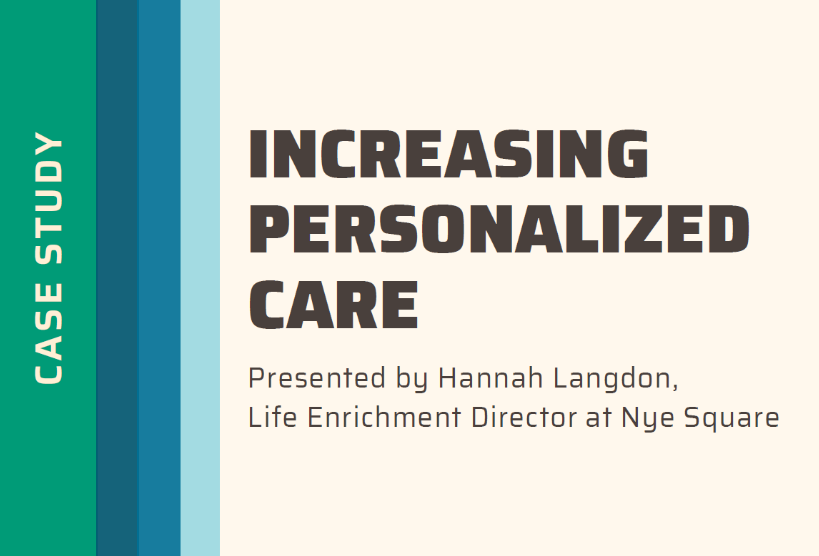 CASE STUDY
INCREASING
PERSONALIZED
CARE
Presented by Hannah Langdon,
Life Enrichment Director at Nye Square